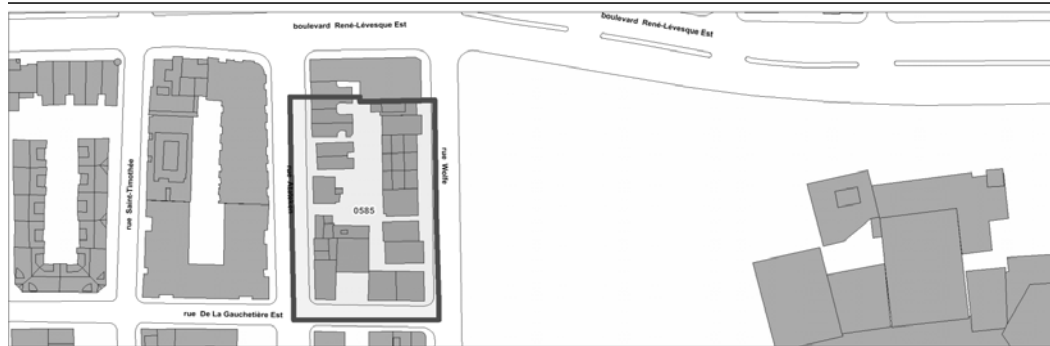 boulevard René-Lévesque Est
boulevard René-Lévesque Est
rue Saint-Timothée
rue Wolfe
0585
rue De La Gauchetière Est